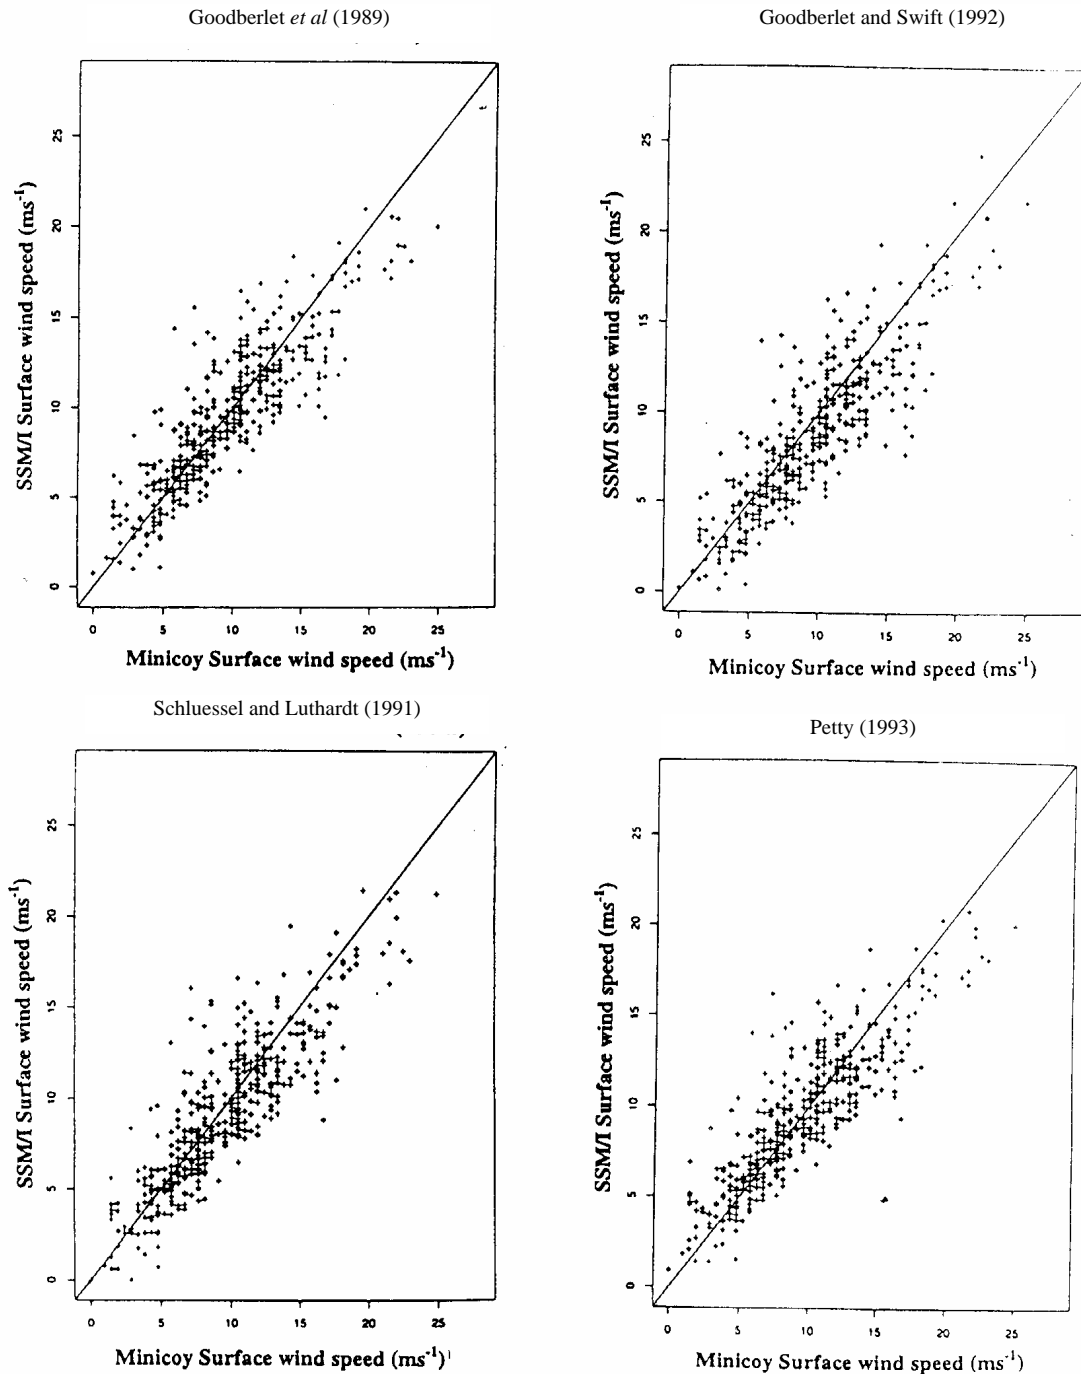 Goodberlet et al (1989)
SSM/I Surface wind speed (ms-1)
25
20
15
10
5
0
0 5 10 15 20 25
Minicoy Surface wind speed (ms-1)
Goodberlet and Swift (1992)
SSM/I Surface wind speed (ms-1)
25
20
15
10
5
0
0 5 10 15 20 25
Minicoy Surface wind speed (ms-1)
Schluessel and Luthardt (1991)
SSM/I Surface wind speed (ms-1)
25
20
15
10
5
0
0 5 10 15 20 25
Minicoy Surface wind speed (ms-1)
Petty (1993)
SSM/I Surface wind speed (ms-1)
25
20
15
10
5
0
0 5 10 15 20 25
Minicoy Surface wind speed (ms-1)